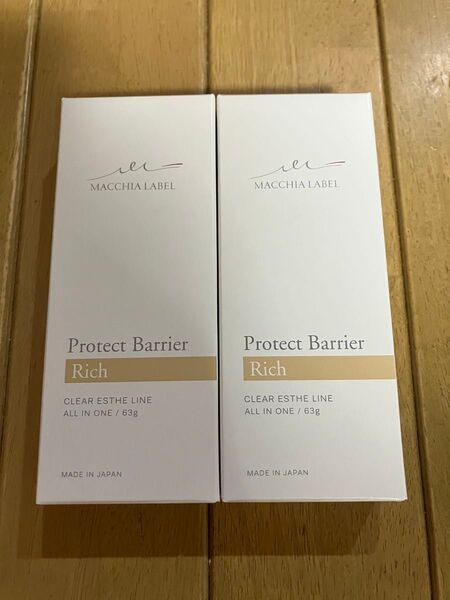 MACCHIA LABEL
Protect Barrier
Rich
CLEAR ESTHE LINE
ALL IN ONE / 63g
MADE IN JAPAN
MACCHIA LABEL
Protect Barrier
Rich
CLEAR ESTHE LINE
ALL IN ONE / 63g
MADE IN JAPAN